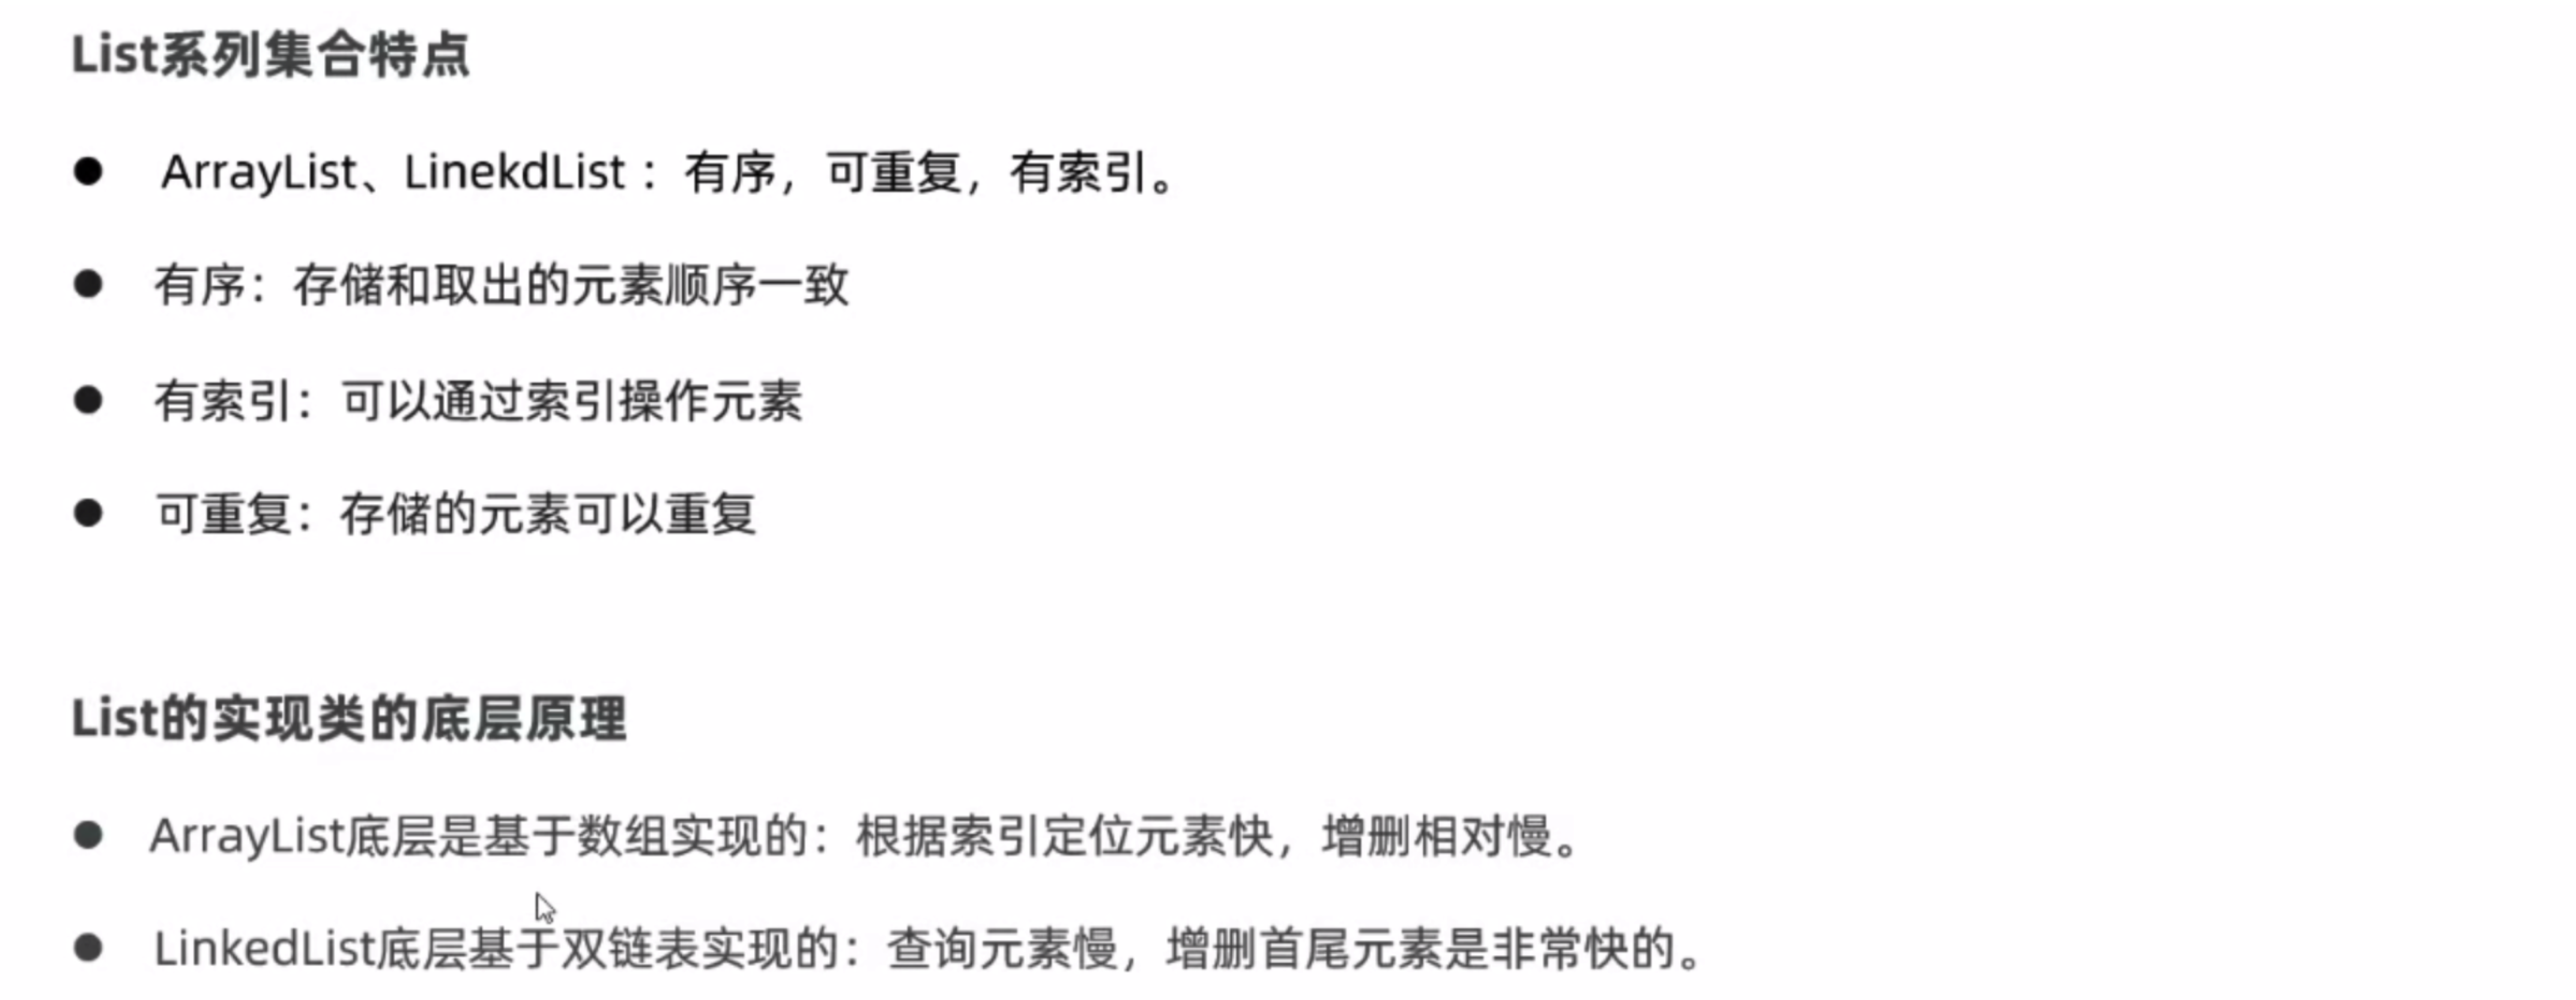 List系列集合特点
● ArrayList、LinekdList：有序，可重复，有索引。
● 有序：存储和取出的元素顺序一致
● 有索引：可以通过索引操作元素
● 可重复：存储的元素可以重复
List的实现类的底层原理
● ArrayList底层是基于数组实现的：根据索引定位元素快，增删相对慢。
● LinkedList底层基于双链表实现的：查询元素慢，增删首尾元素是非常快的。